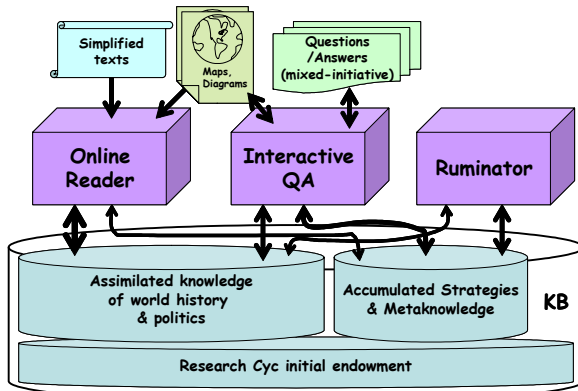 Simplified
texts
Maps,
Diagrams
Questions
/Answers
(mixed-initiative)
Online
Reader
Interactive
QA
Ruminator
Assimilated knowledge
of world history
& politics
Accumulated Strategies
& Metaknowledge
KB
Research Cyc initial endowment